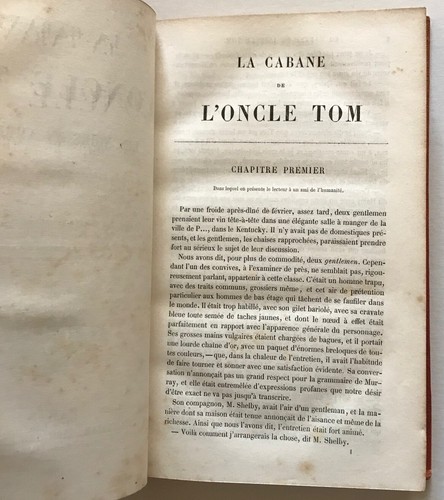 LA CABANE
DE
L'ONCLE TOM
CHAPITRE PREMIER
Dans lequel on présente le lecteur à un ami de l'humanité.
Par une froide après-dîné de février, assez tard, deux gentlemen
prenaient leur vin tête-à-tête dans une élégante salle à manger de la
ville de P..., dans le Kentucky. Il n'y avait pas de domestiques pré-
sents, et les gentlemen, les chaises rapprochées, paraissaient prendre
fort au sérieux le sujet de leur discussion.
Nous avons dit, pour plus de commodité, deux gentlemen. Cepen-
dant l'un des convives, à l'examiner de près, ne semblait pas, rigou-
reusement parlant, appartenir à cette classe. C'était un homme trapu,
avec des traits communs, grossiers même, et cet air de prétention
particulier aux hommes de bas étage qui tâchent de se faufiler dans
le monde. Il était trop habillé, avec son gilet bariolé, avec sa cravate
bleue toute semée de taches jaunes, et dont le nœud à effet était
parfaitement en rapport avec l'apparence générale du personnage.
Ses grosses mains vulgaires étaient chargées de bagues, et il portait
une lourde chaîne d'or, avec un paquet d'énormes breloques de tou-
tes couleurs, — que, dans la chaleur de l'entretien, il avait l'habitude
de faire tourner et sonner avec une satisfaction évidente. Sa conver-
sation n'annonçait pas un grand respect pour la grammaire de Mur-
ray, et elle était entremêlée d'expressions profanes que notre désir
d'être exact ne va pas jusqu'à transcrire.
Son compagnon, M. Shelby, avait l'air d'un gentleman, et la ma-
nière dont sa maison était tenue annonçait de l'aisance et même de la
richesse. Ainsi que nous l'avons dit, l'entretien était fort animé.
— Voilà comment j'arrangerais la chose, dit M. Shelby.
1